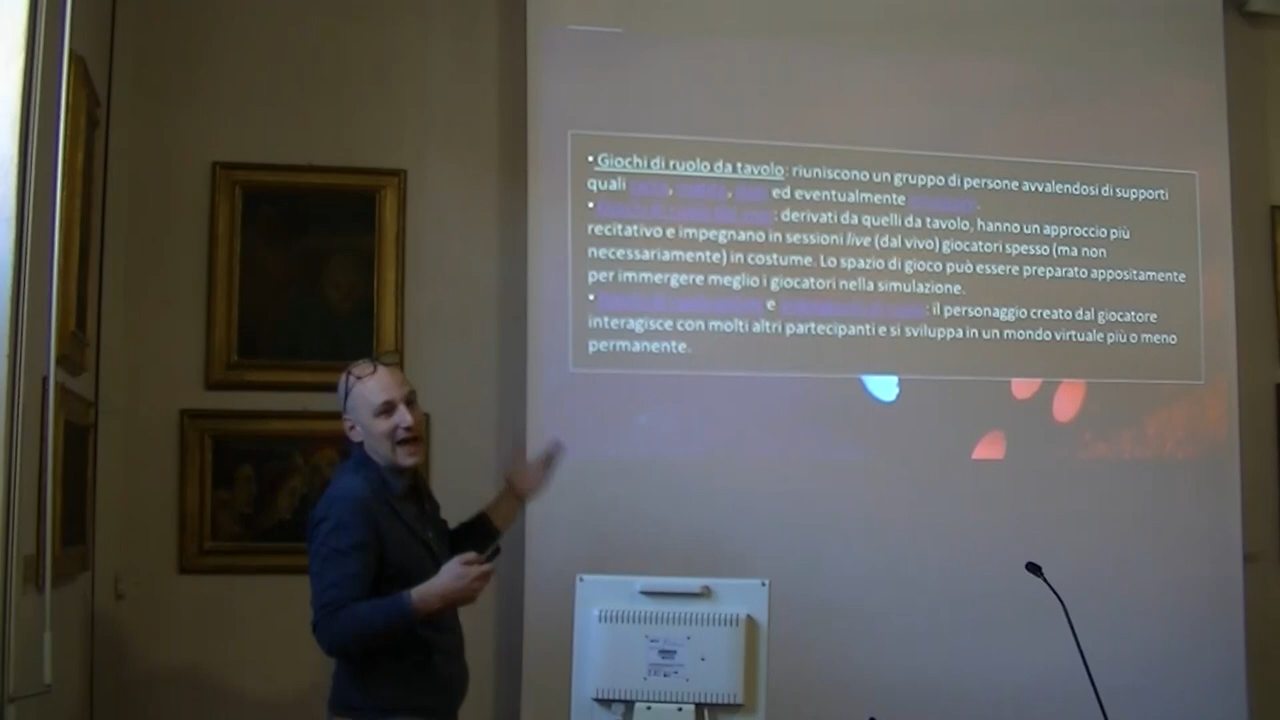 • Giochi di ruolo da tavolo: riuniscono un gruppo di persone avvalendosi di supporti
quali , , ed eventualmente .
• : derivati da quelli da tavolo, hanno un approccio più
recitativo e impegnano in sessioni live (dal vivo) giocatori spesso (ma non
necessariamente) in costume. Lo spazio di gioco può essere preparato appositamente
per immergere meglio i giocatori nella simulazione.
• e : il personaggio creato dal giocatore
interagisce con molti altri partecipanti e si sviluppa in un mondo virtuale più o meno
permanente.